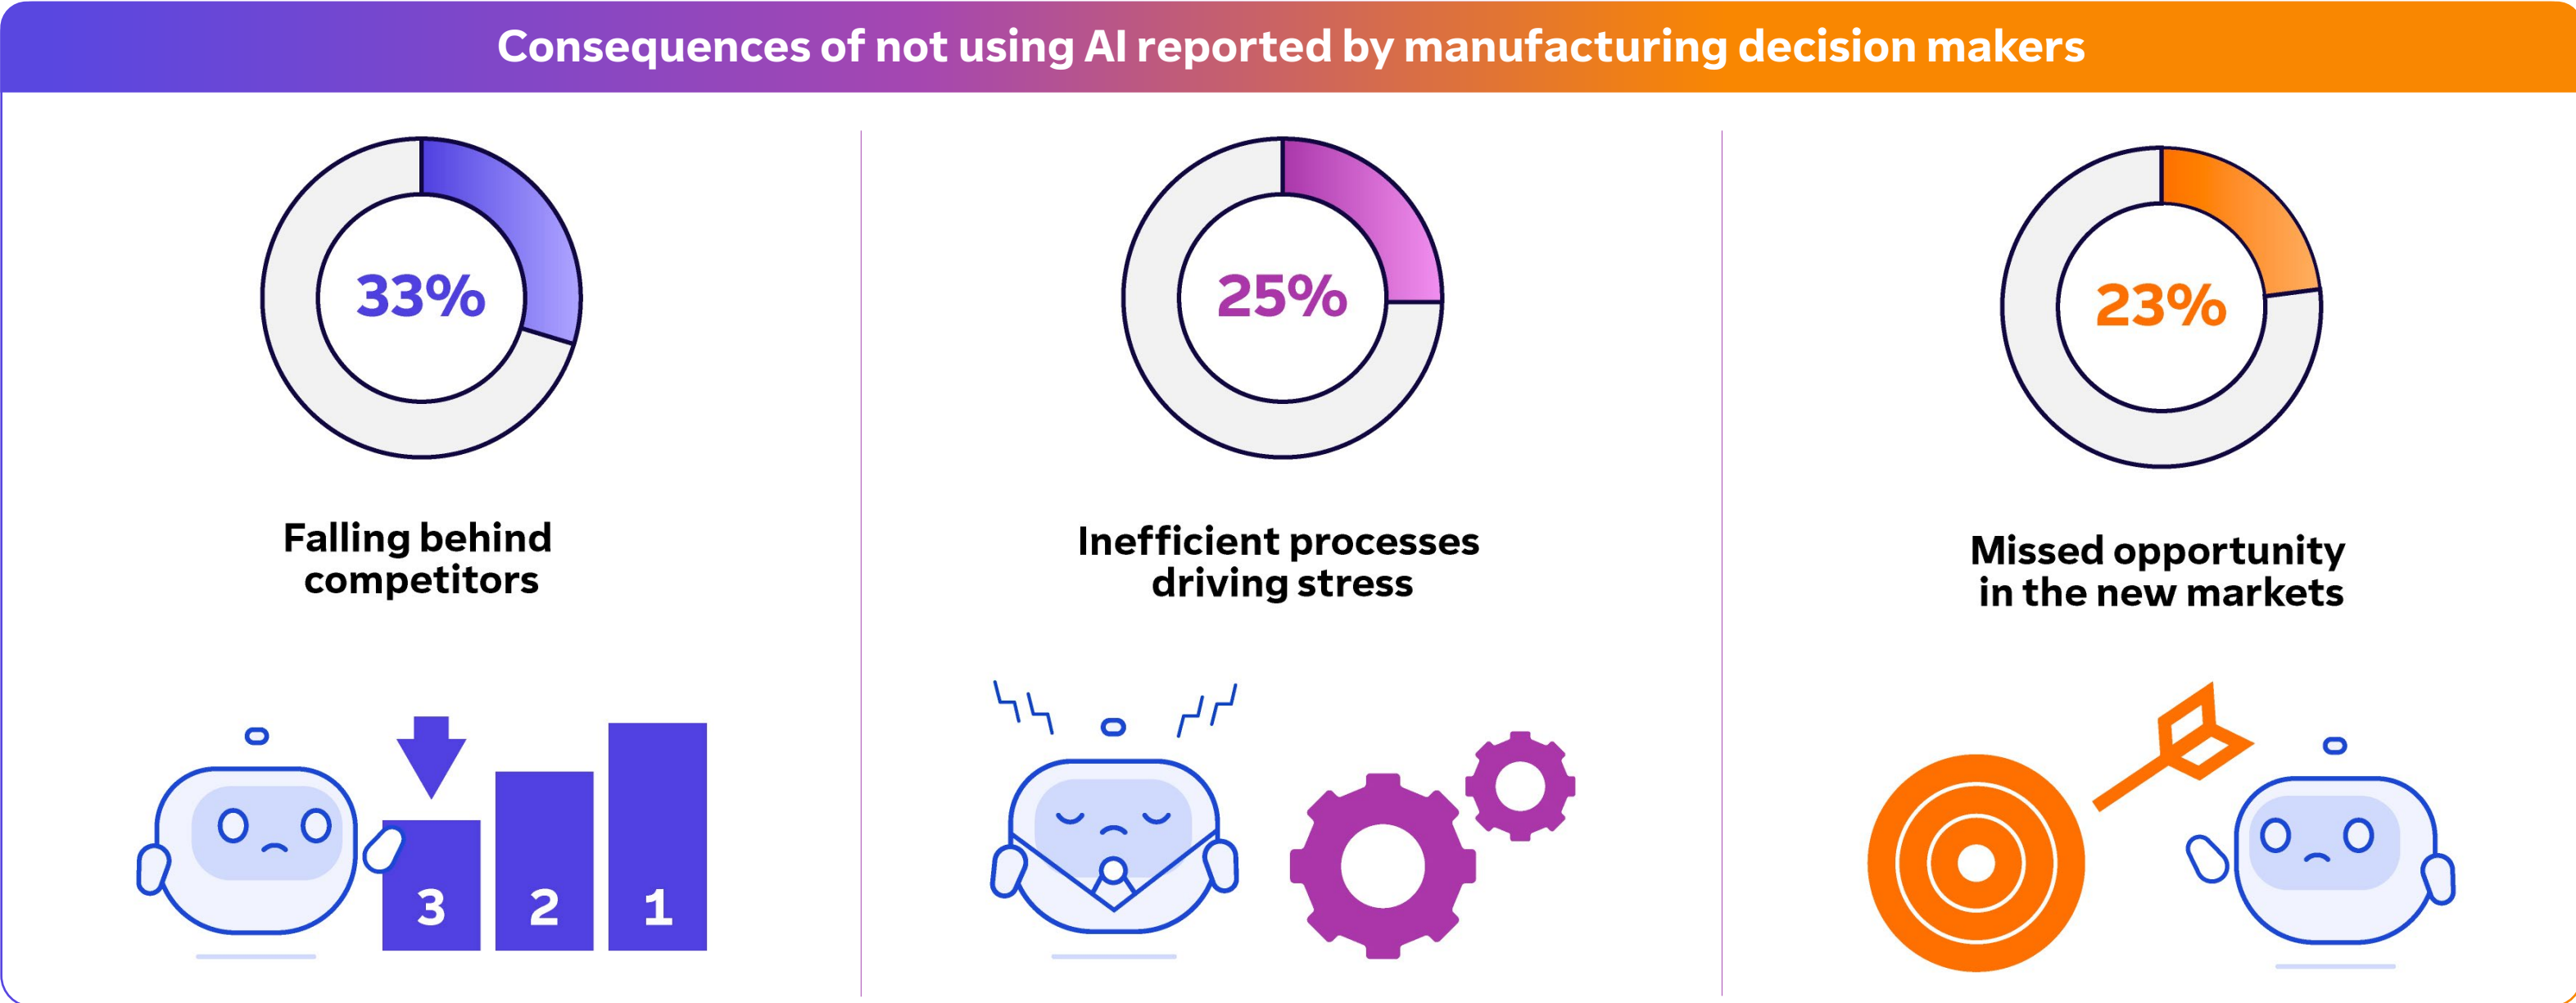 Consequences of not using AI reported by manufacturing decision makers
33%
Falling behind
competitors
3
2
1
25%
Inefficient processes
driving stress
23%
Missed opportunity
in the new markets